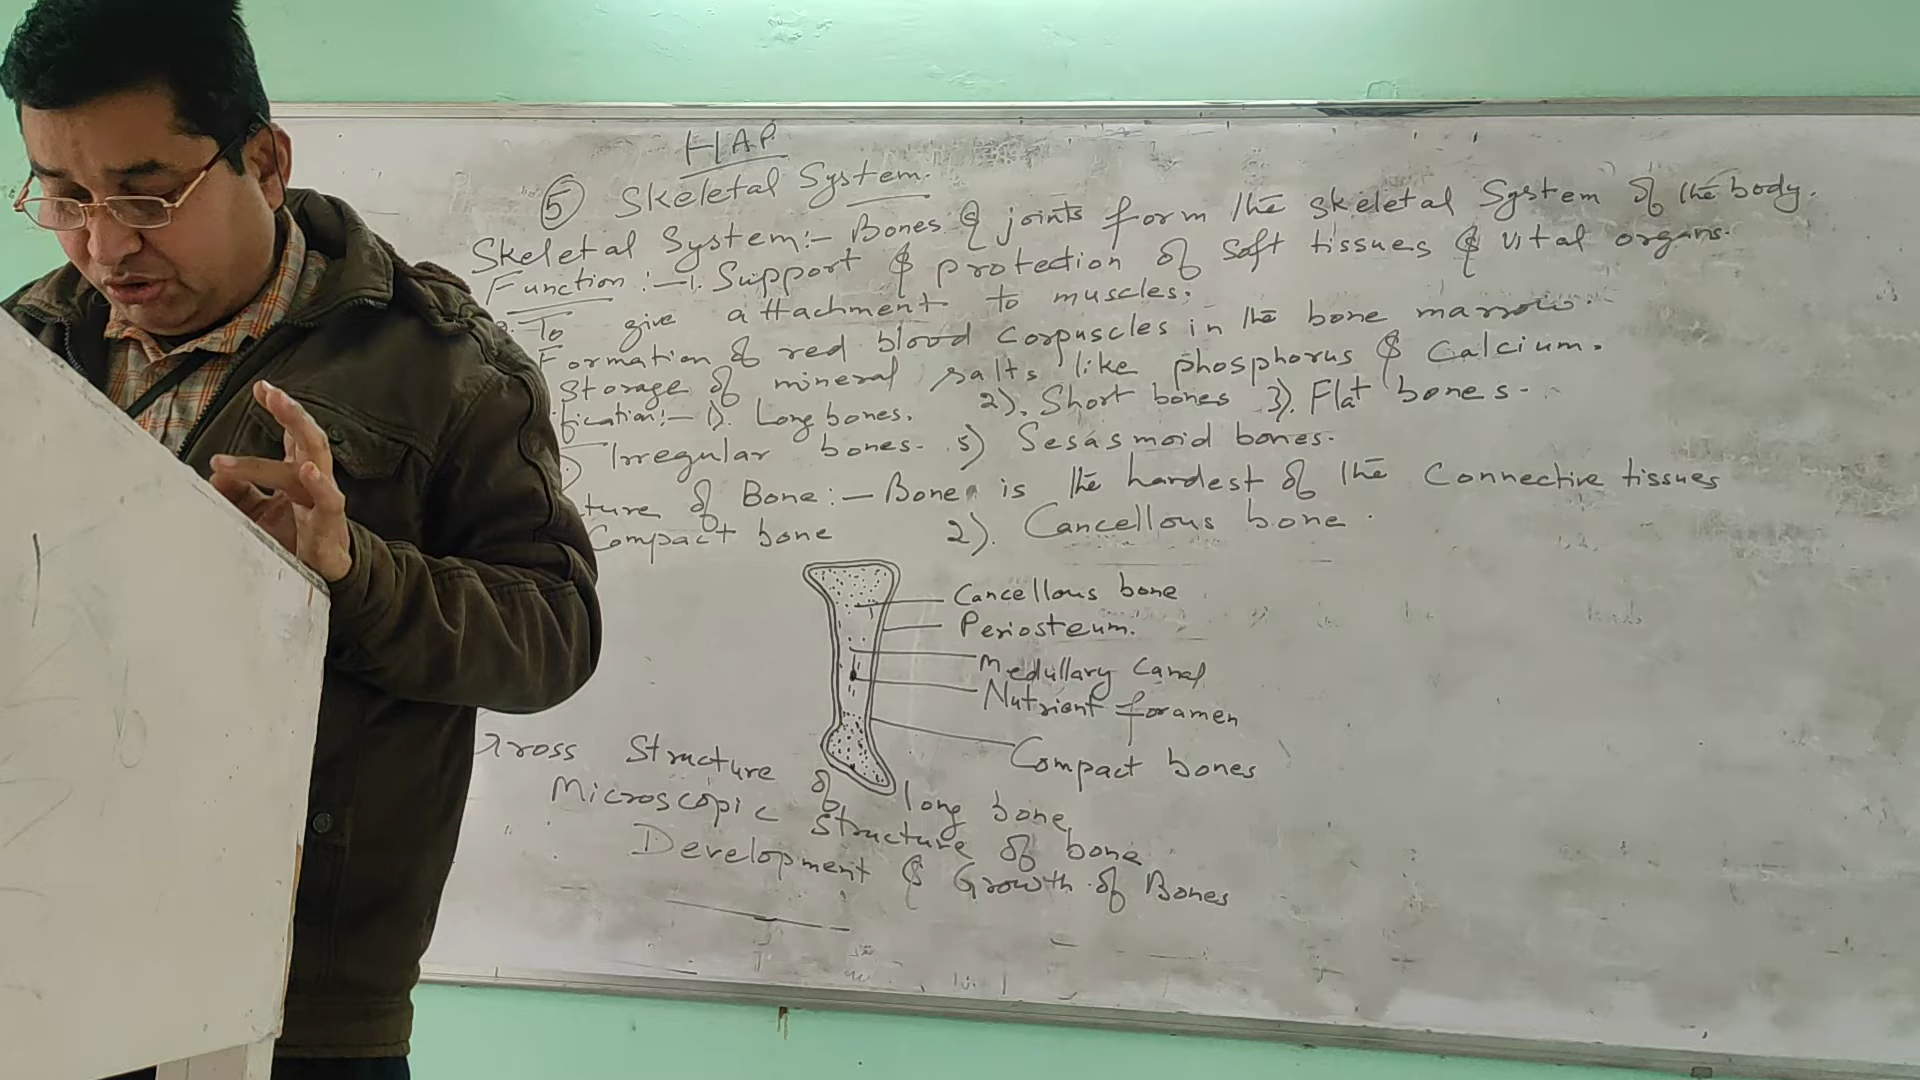 HAP
5 Skeletal System.
Skeletal System:- Bones & joints form the skeletal System of the body.
Function:- 1. Support & protection of soft tissues & vital organs.
To give attachment to muscles.
Formation of red blood corpuscles in the bone marrow.
Storage of mineral salts like phosphorus & Calcium.
fication:- 1). Long bones. 2). Short bones 3). Flat bones.
) Irregular bones. 5) Sesasmoid bones.
ture of Bone:- Bone is the hardest of the Connective tissues
Compact bone 2). Cancellous bone.
Cancellous bone
Periosteum.
Medullary Canal
Nutrient foramen
Compact bones
Gross Structure of long bone
Microscopic structure of bone
Development & Growth of Bones